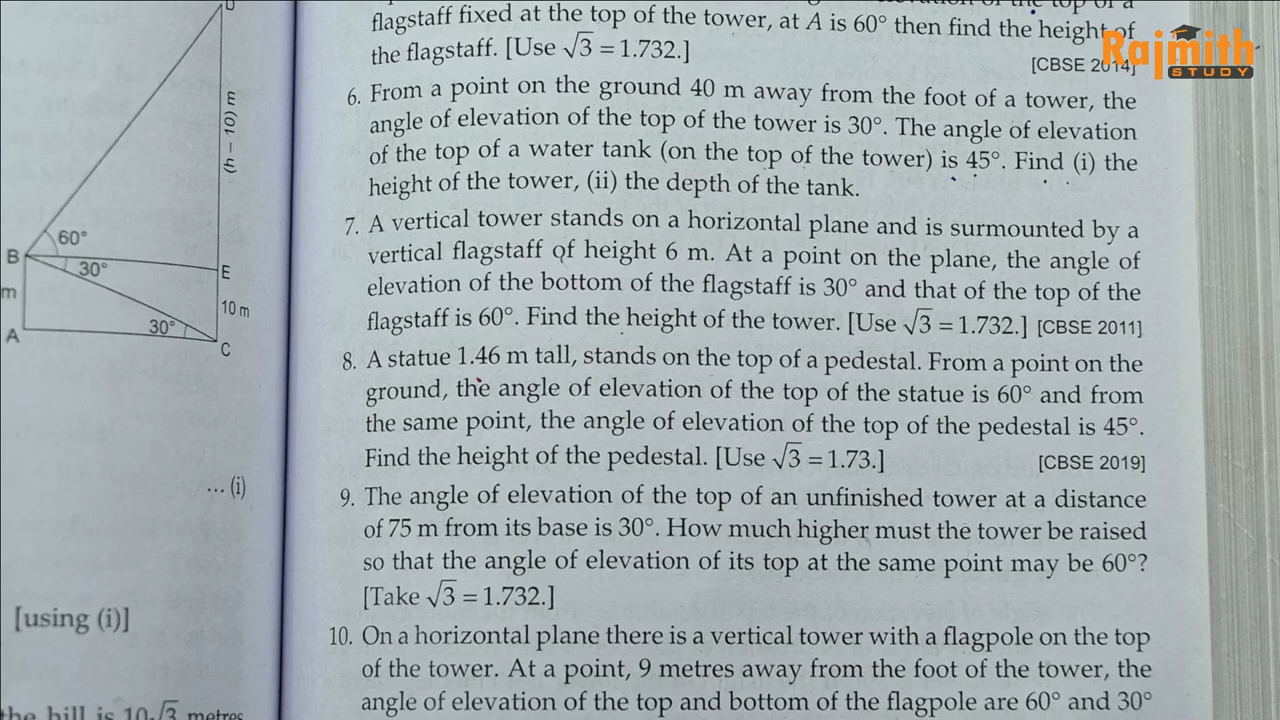 D
(h – 10) m
60°
B
30°
E
m
10 m
A
30°
C
... (i)
[using (i)]
the hill is 10√3 metres
flagstaff fixed at the top of the tower, at A is 60° then find the height of
the flagstaff. [Use √3 = 1.732.]
[CBSE 2014]
Rajmith
STUDY
6. From a point on the ground 40 m away from the foot of a tower, the
angle of elevation of the top of the tower is 30°. The angle of elevation
of the top of a water tank (on the top of the tower) is 45°. Find (i) the
height of the tower, (ii) the depth of the tank.
7. A vertical tower stands on a horizontal plane and is surmounted by a
vertical flagstaff of height 6 m. At a point on the plane, the angle of
elevation of the bottom of the flagstaff is 30° and that of the top of the
flagstaff is 60°. Find the height of the tower. [Use √3 = 1.732.] [CBSE 2011]
8. A statue 1.46 m tall, stands on the top of a pedestal. From a point on the
ground, the angle of elevation of the top of the statue is 60° and from
the same point, the angle of elevation of the top of the pedestal is 45°.
Find the height of the pedestal. [Use √3 = 1.73.] [CBSE 2019]
9. The angle of elevation of the top of an unfinished tower at a distance
of 75 m from its base is 30°. How much higher must the tower be raised
so that the angle of elevation of its top at the same point may be 60°?
[Take √3 = 1.732.]
10. On a horizontal plane there is a vertical tower with a flagpole on the top
of the tower. At a point, 9 metres away from the foot of the tower, the
angle of elevation of the top and bottom of the flagpole are 60° and 30°